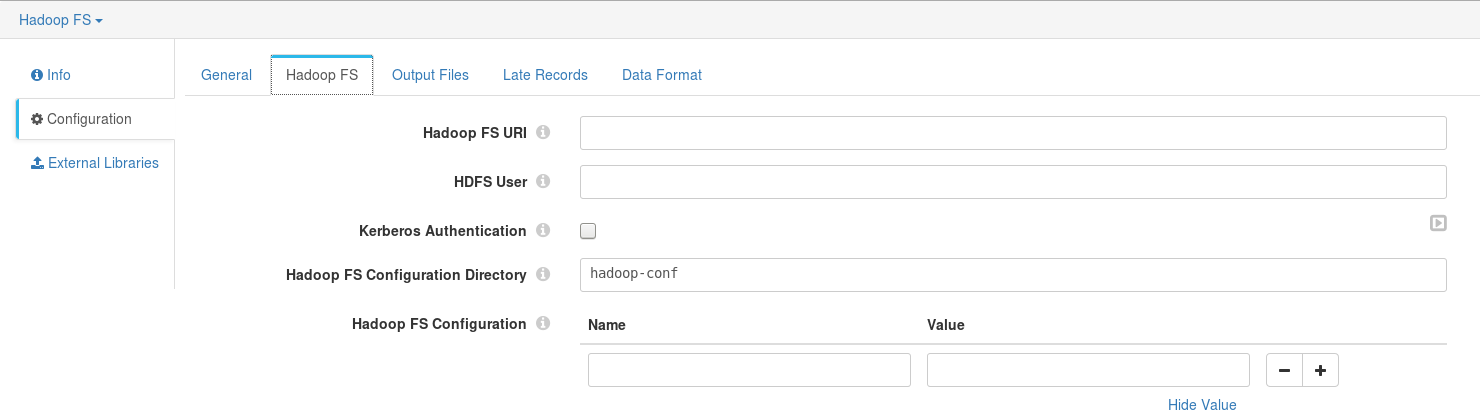 Hadoop FS
Info
Configuration
External Libraries
General Hadoop FS Output Files Late Records Data Format
Hadoop FS URI
HDFS User
Kerberos Authentication
Hadoop FS Configuration Directory hadoop-conf
Hadoop FS Configuration Name Value
Hide Value